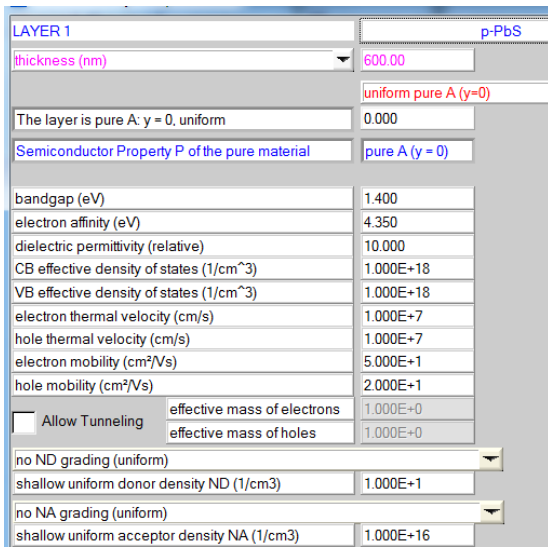 LAYER 1 p-PbS
thickness (nm) 600.00
uniform pure A (y=0)
The layer is pure A: y = 0, uniform 0.000
Semiconductor Property P of the pure material pure A (y = 0)
bandgap (eV) 1.400
electron affinity (eV) 4.350
dielectric permittivity (relative) 10.000
CB effective density of states (1/cm^3) 1.000E+18
VB effective density of states (1/cm^3) 1.000E+18
electron thermal velocity (cm/s) 1.000E+7
hole thermal velocity (cm/s) 1.000E+7
electron mobility (cm²/Vs) 5.000E+1
hole mobility (cm²/Vs) 2.000E+1
Allow Tunneling
effective mass of electrons 1.000E+0
effective mass of holes 1.000E+0
no ND grading (uniform)
shallow uniform donor density ND (1/cm3) 1.000E+1
no NA grading (uniform)
shallow uniform acceptor density NA (1/cm3) 1.000E+16